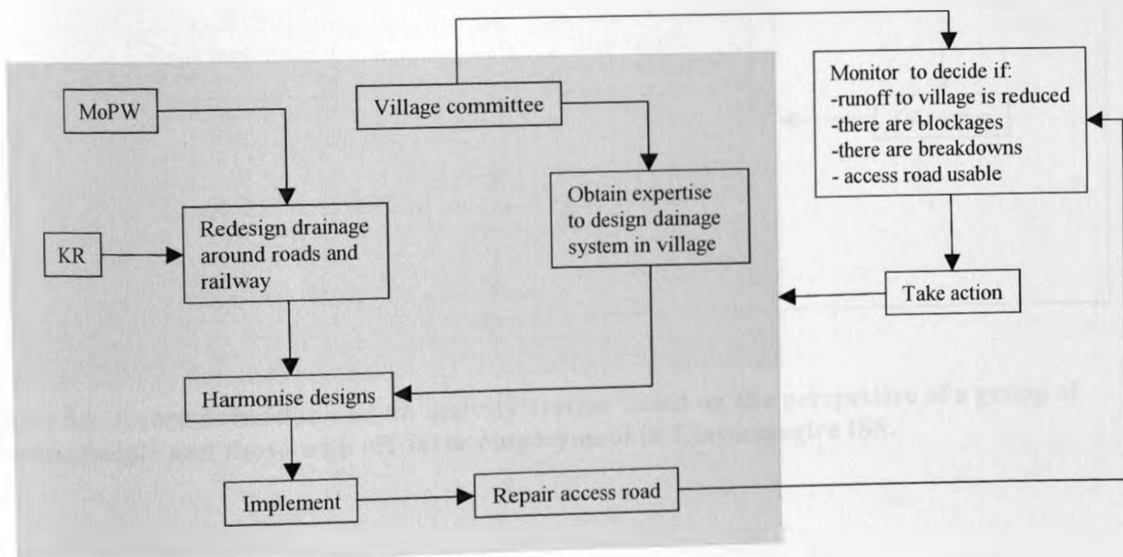 MoPW
Village committee
Monitor to decide if:
-runoff to village is reduced
-there are blockages
-there are breakdowns
- access road usable
KR
Redesign drainage
around roads and
railway
Obtain expertise
to design dainage
system in village
Take action
Harmonise designs
Implement
Repair access road